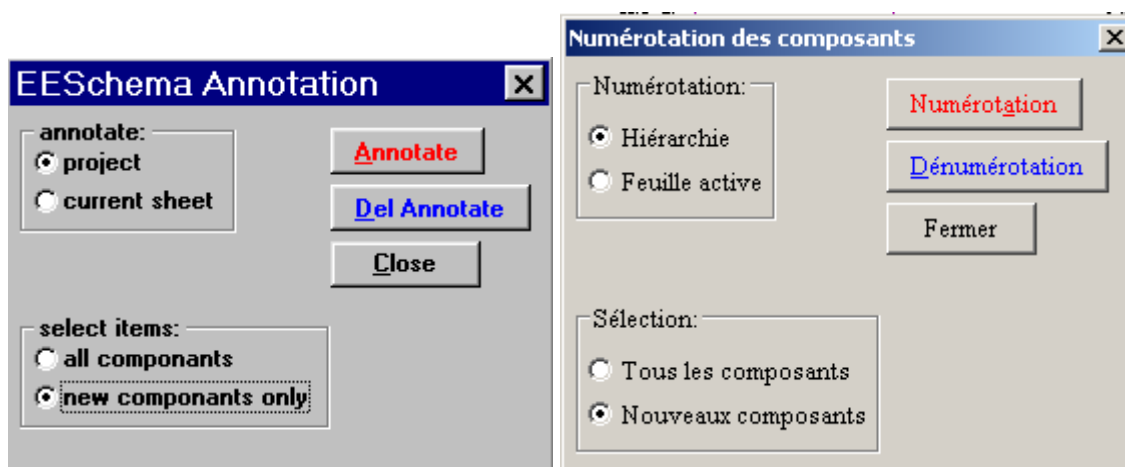 EESchema Annotation
annotate:
project
current sheet
Annotate
Del Annotate
Close
select items:
all componants
new componants only
Numérotation des composants
Numérotation:
Hiérarchie
Feuille active
Numérotation
Dénumérotation
Fermer
Sélection:
Tous les composants
Nouveaux composants